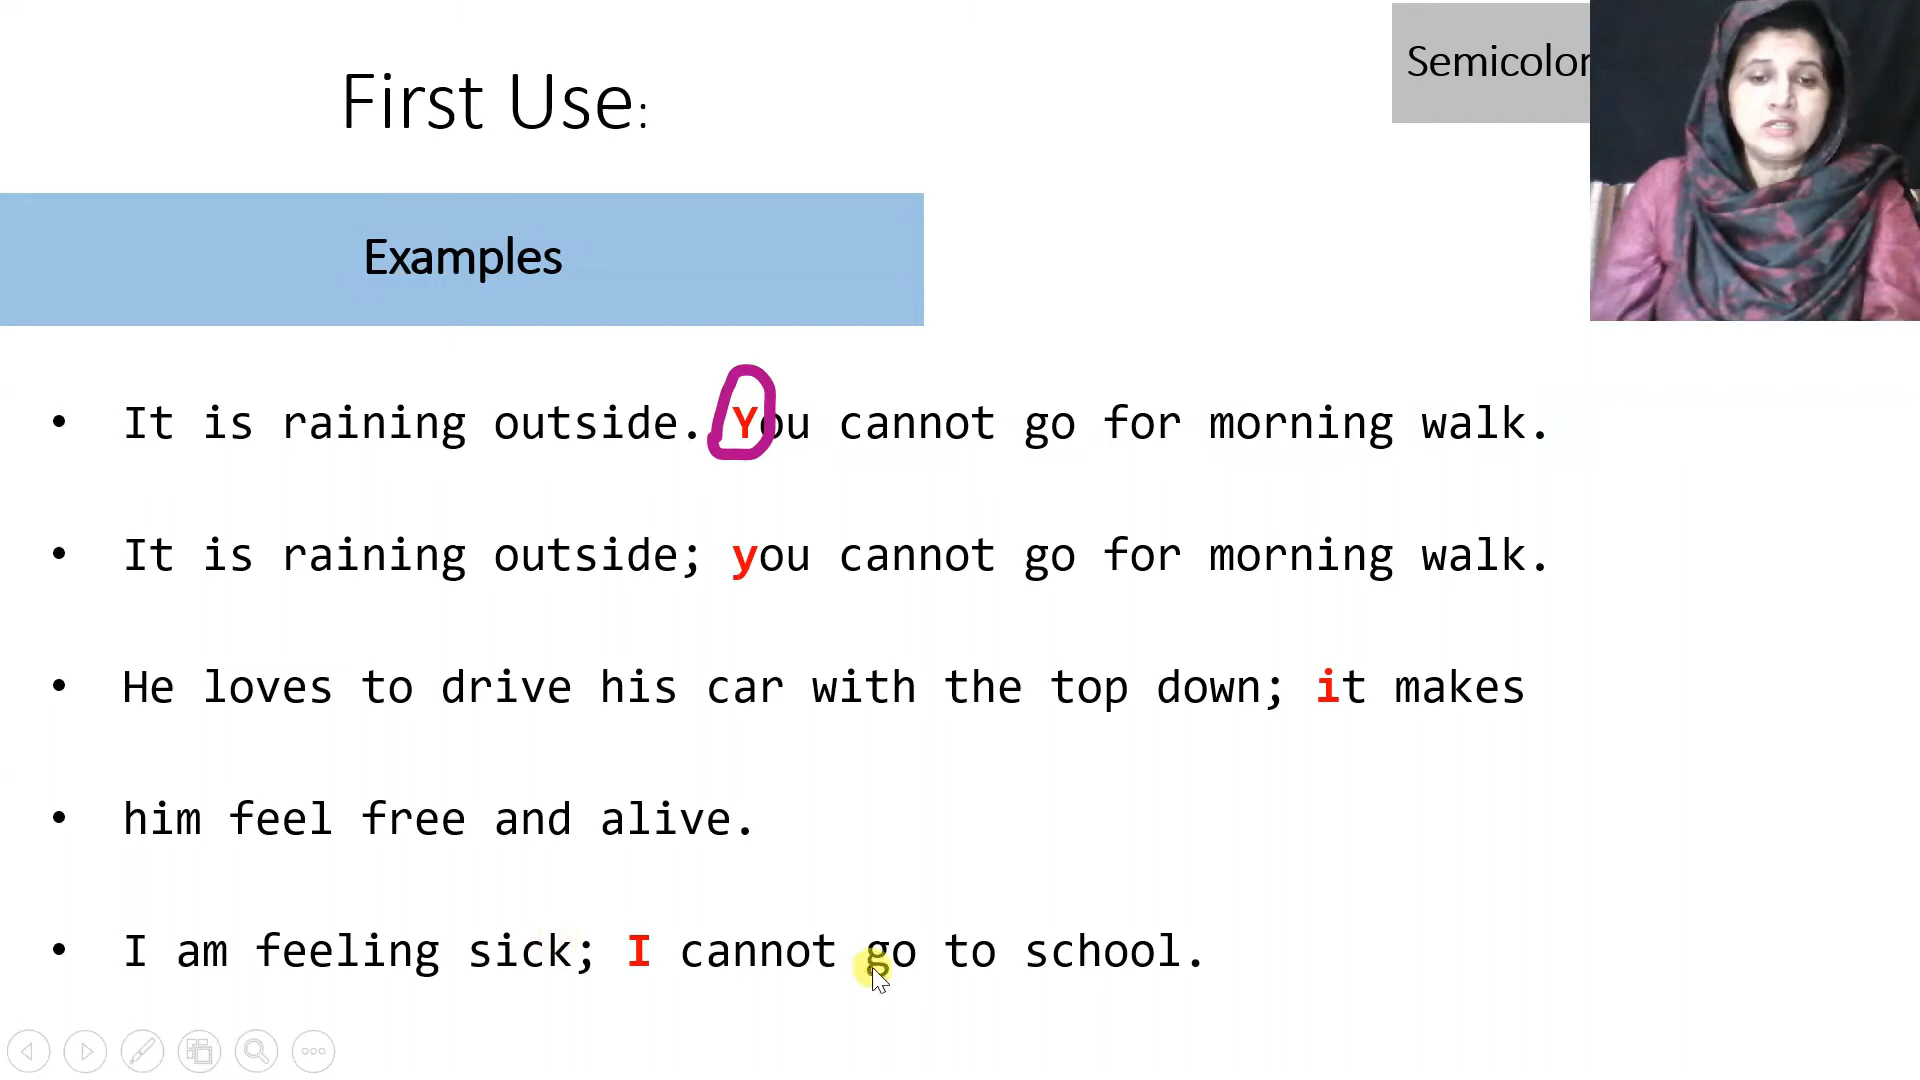 First Use:
Semicolon
Examples
• It is raining outside. You cannot go for morning walk.
• It is raining outside; you cannot go for morning walk.
• He loves to drive his car with the top down; it makes
• him feel free and alive.
• I am feeling sick; I cannot go to school.